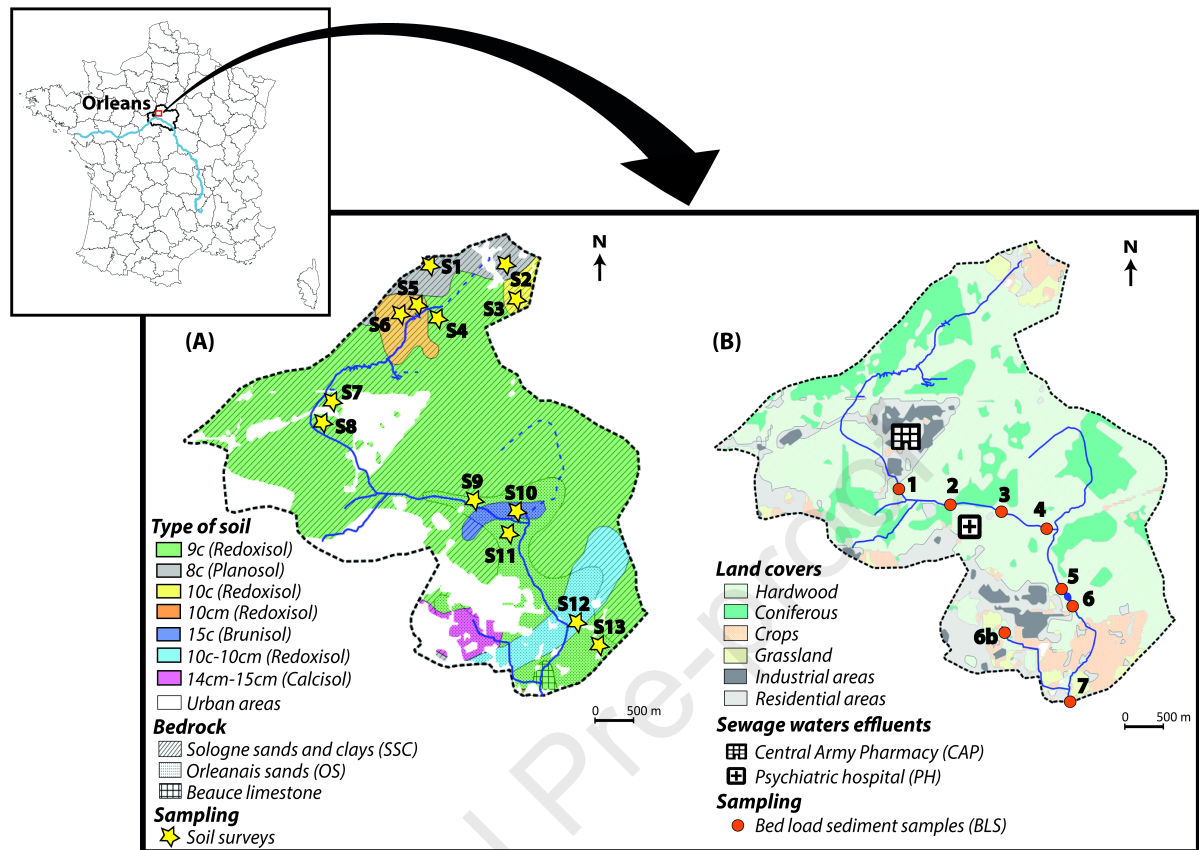 Orleans
N
N
(A)
(B)
S1
S2
S3
S4
S5
S6
S7
S8
S9
S10
S11
S12
S13
Type of soil
9c (Redoxisol)
8c (Planosol)
10c (Redoxisol)
10cm (Redoxisol)
15c (Brunisol)
10c-10cm (Redoxisol)
14cm-15cm (Calcisol)
Urban areas
Bedrock
Sologne sands and clays (SSC)
Orleanais sands (OS)
Beauce limestone
Sampling
Soil surveys
0 500 m
1
2
3
4
5
6
6b
7
Land covers
Hardwood
Coniferous
Crops
Grassland
Industrial areas
Residential areas
0 500 m
Sewage waters effluents
Central Army Pharmacy (CAP)
Psychiatric hospital (PH)
Sampling
Bed load sediment samples (BLS)